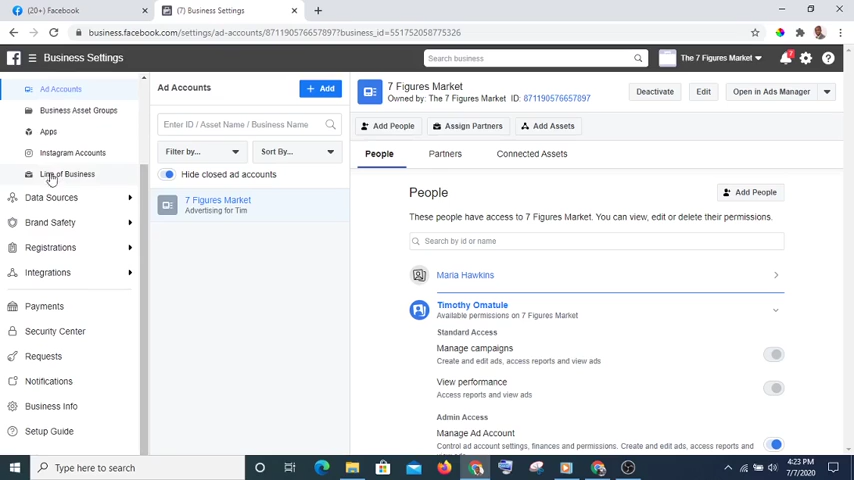 (20+) Facebook
(7) Business Settings
business.facebook.com/settings/ad-accounts/871190576657897?business_id=551752058775326
Business Settings
Search business
The 7 Figures Market
7
Ad Accounts
Business Asset Groups
Apps
Instagram Accounts
Line of Business
Data Sources
Brand Safety
Registrations
Integrations
Payments
Security Center
Requests
Notifications
Business Info
Setup Guide
Ad Accounts
+ Add
Enter ID / Asset Name / Business Name
Filter by...
Sort By...
Hide closed ad accounts
7 Figures Market
Advertising for Tim
7 Figures Market
Owned by: The 7 Figures Market ID: 871190576657897
Deactivate
Edit
Open in Ads Manager
Add People
Assign Partners
Add Assets
People
Partners
Connected Assets
People
Add People
These people have access to 7 Figures Market. You can view, edit or delete their permissions.
Search by id or name
Maria Hawkins
Timothy Omatule
Available permissions on 7 Figures Market
Standard Access
Manage campaigns
Create and edit ads, access reports and view ads
View performance
Access reports and view ads
Admin Access
Manage Ad Account
Control ad account settings, finances and permissions. Create and edit ads, access reports,
Type here to search
4:23 PM
7/7/2020